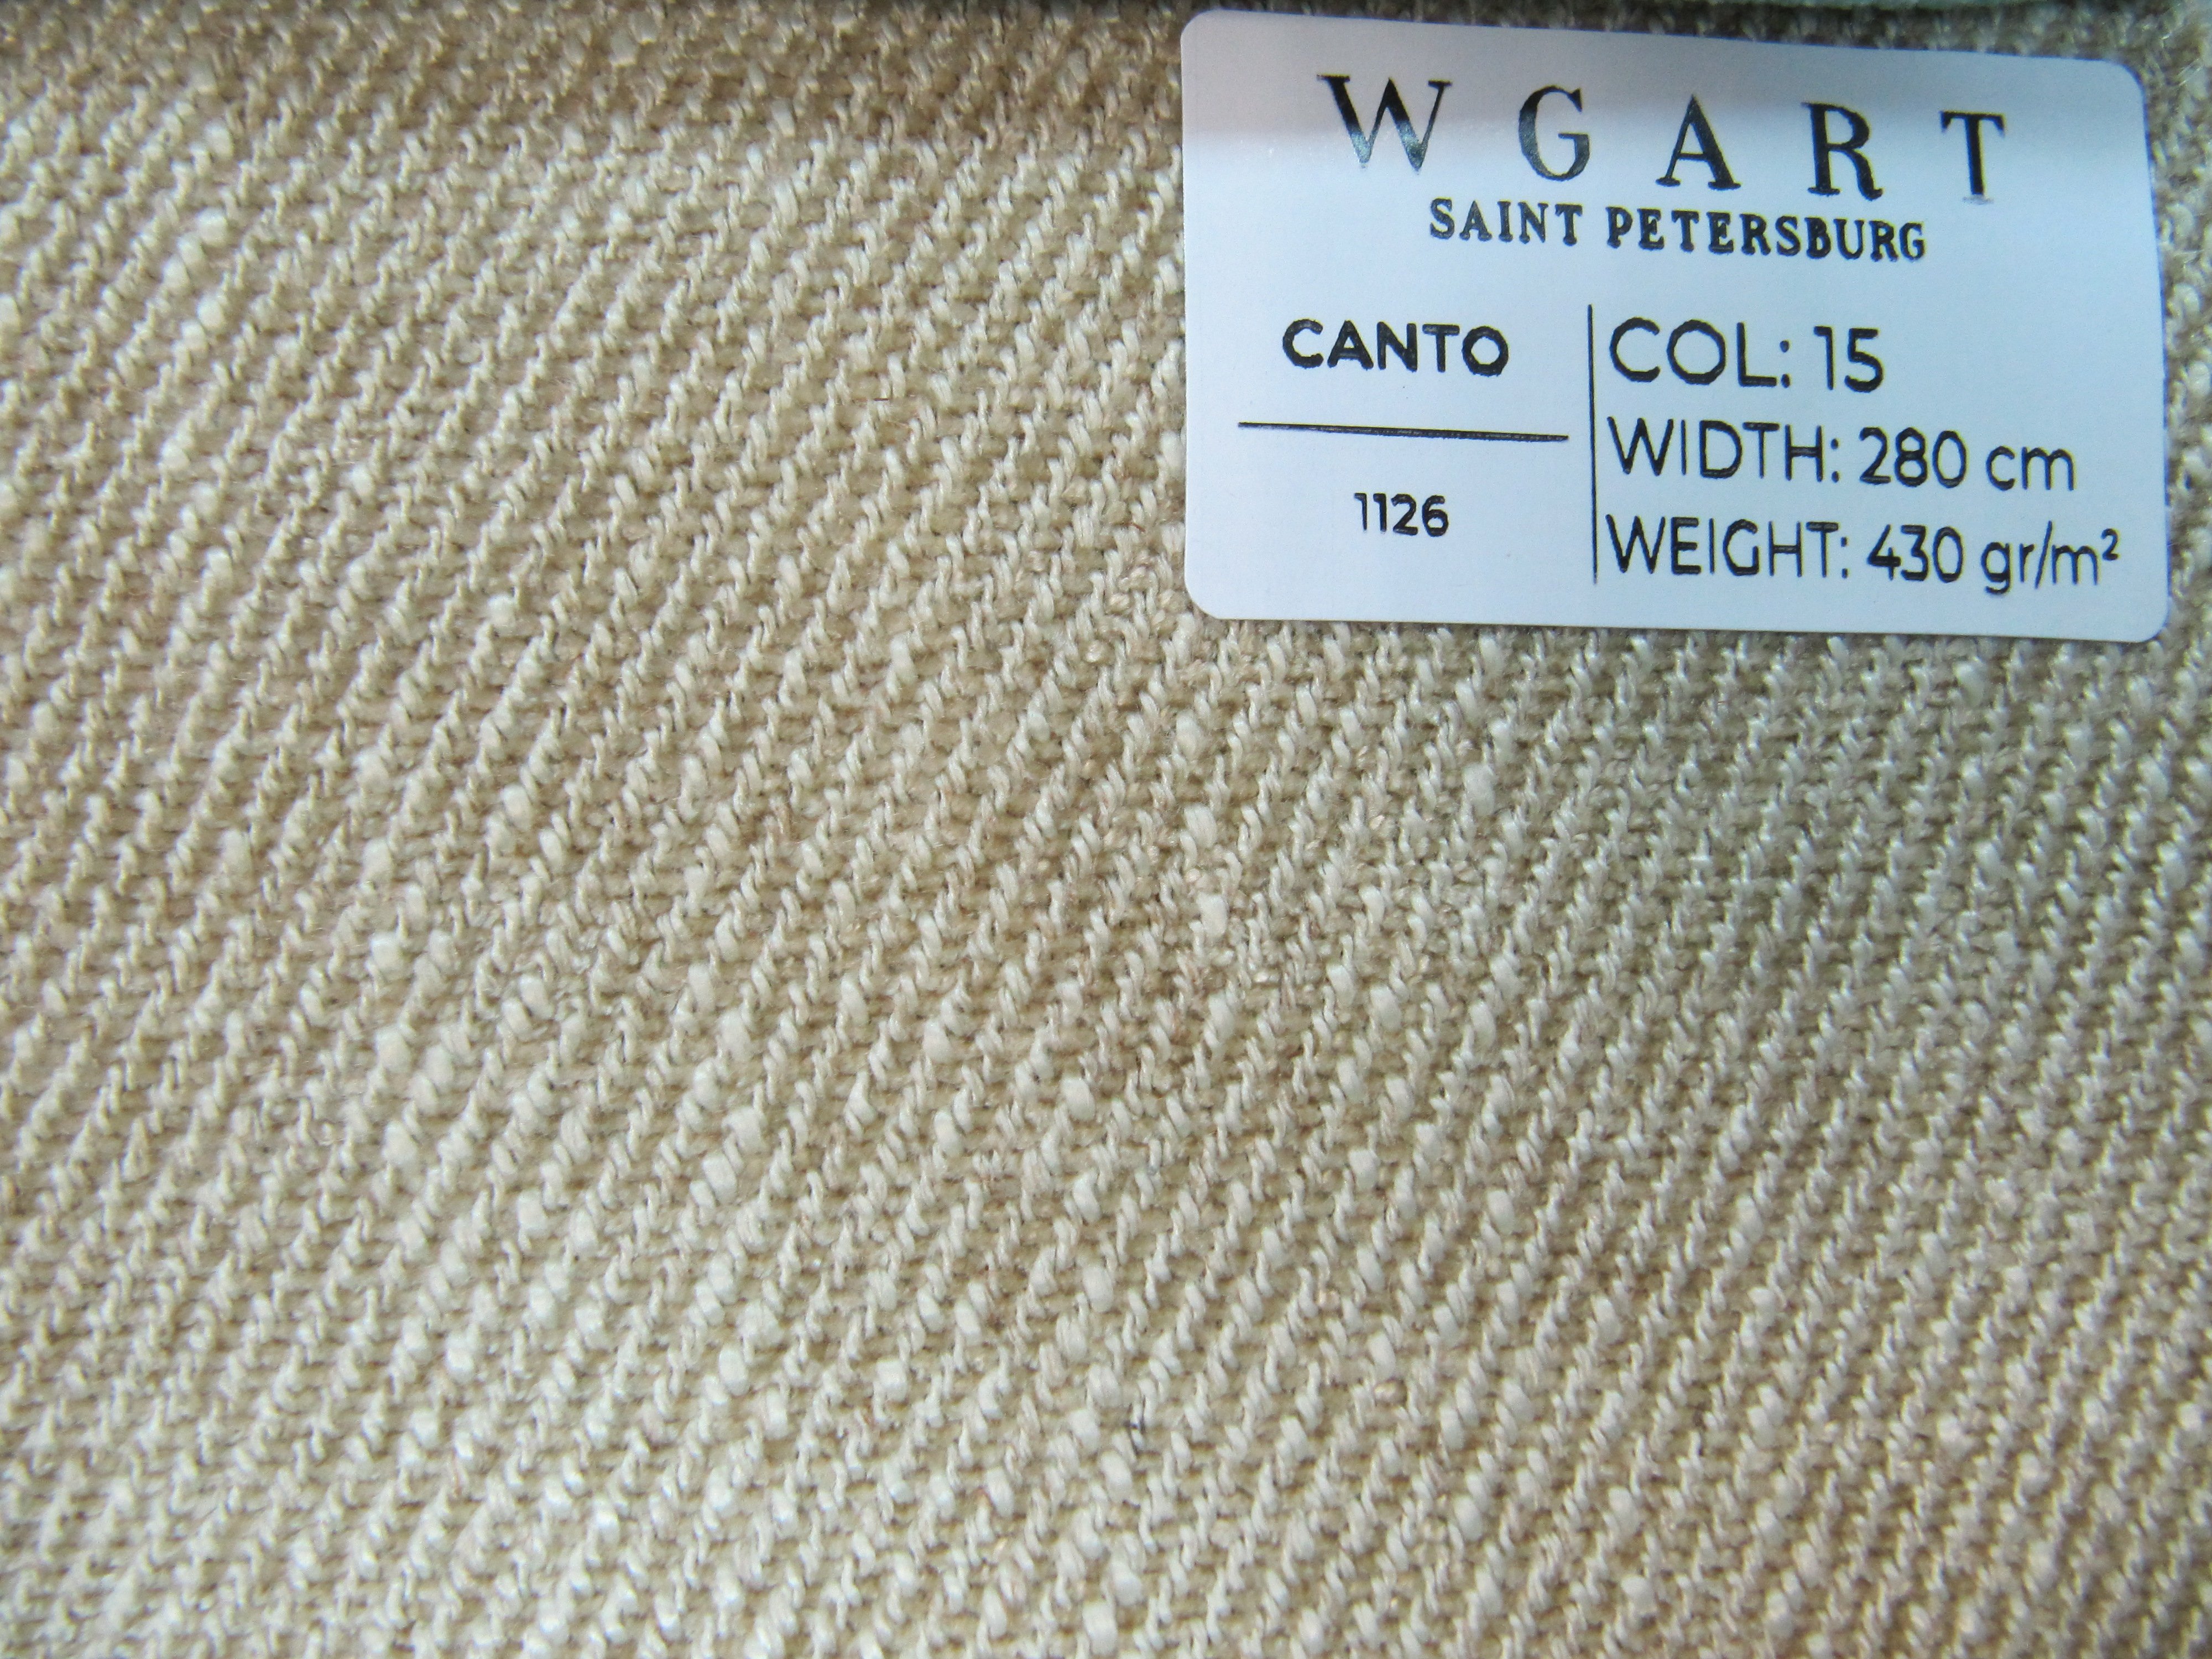 W G A R T
SAINT PETERSBURG
CANTO
1126
COL: 15
WIDTH: 280 cm
WEIGHT: 430 gr/m²